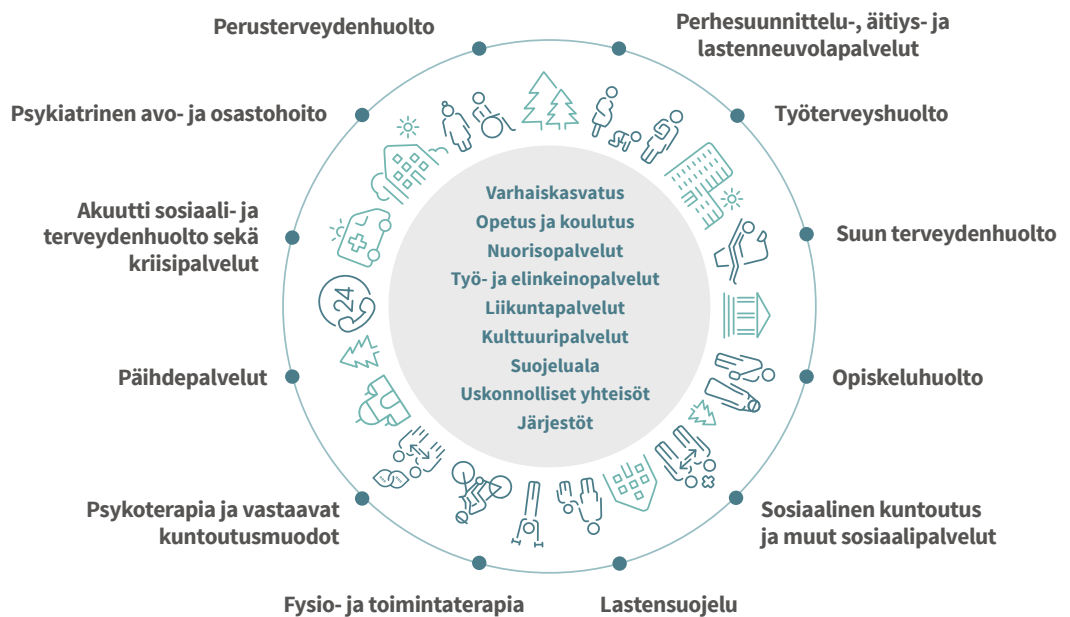 Perusterveydenhuolto
Perhesuunnittelu-, äitiys- ja
lastenneuvolapalvelut
Psykiatrinen avo- ja osastohoito
Työterveyshuolto
Akuutti sosiaali- ja
terveydenhuolto sekä
kriisipalvelut
Suun terveydenhuolto
Varhaiskasvatus
Opetus ja koulutus
Nuorisopalvelut
Työ- ja elinkeinopalvelut
Liikuntapalvelut
Kulttuuripalvelut
Suojeluala
Uskonnolliset yhteisöt
Järjestöt
24
Päihdepalvelut
Opiskeluhuolto
Psykoterapia ja vastaavat
kuntoutusmuodot
Sosiaalinen kuntoutus
ja muut sosiaalipalvelut
Fysio- ja toimintaterapia
Lastensuojelu